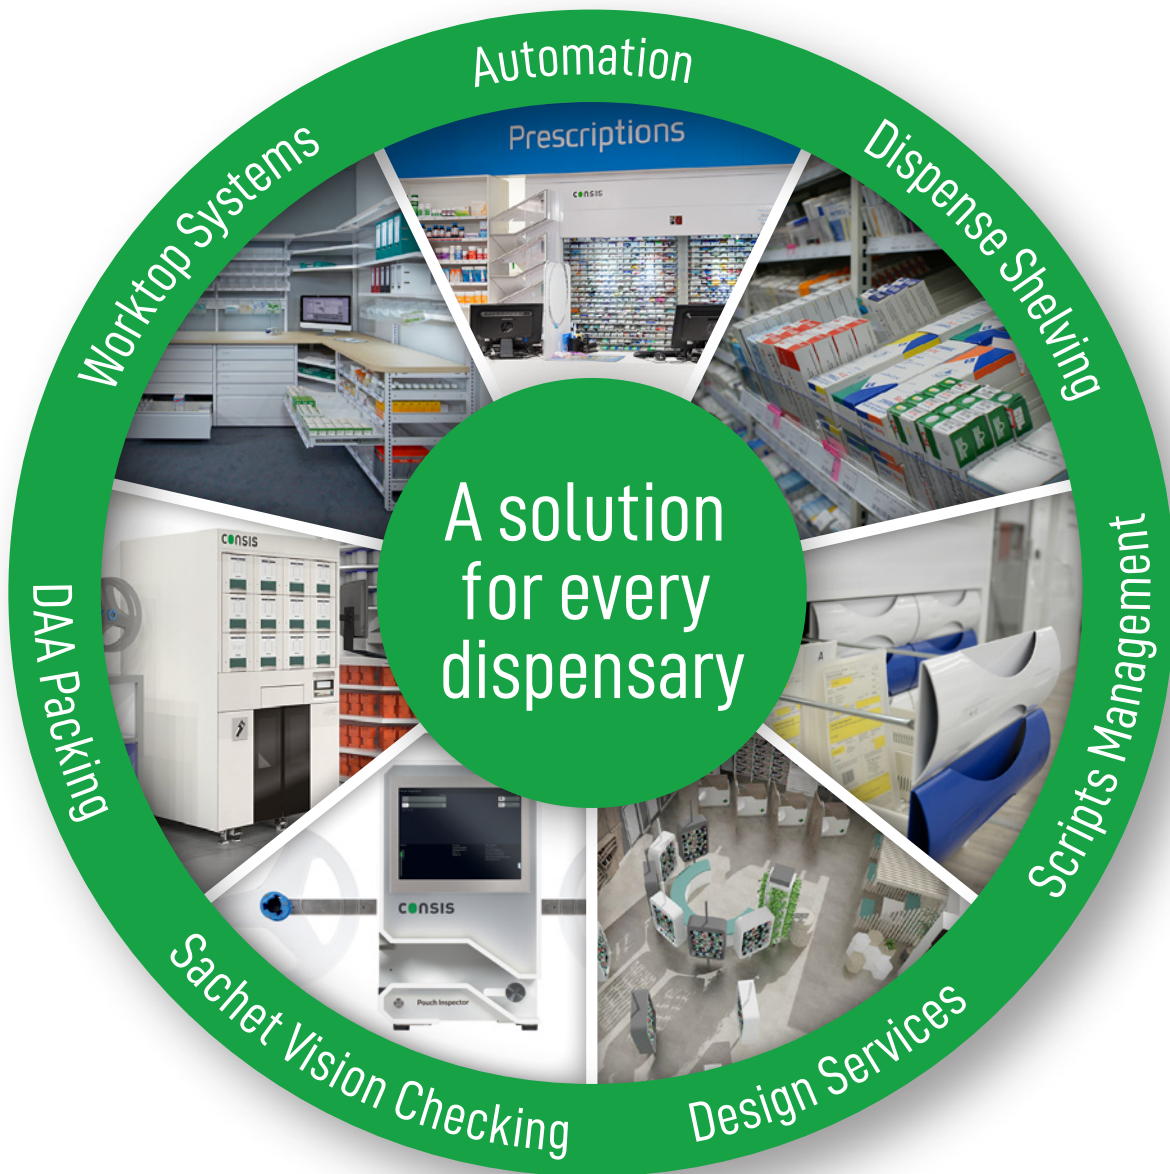 Automation
Dispense Shelving
Scripts Management
Design Services
Sachet Vision Checking
DAA Packing
Worktop Systems
Prescriptions
CONSIS
A
CONSIS
CONSIS
Pouch Inspector
A solution
for every
dispensary